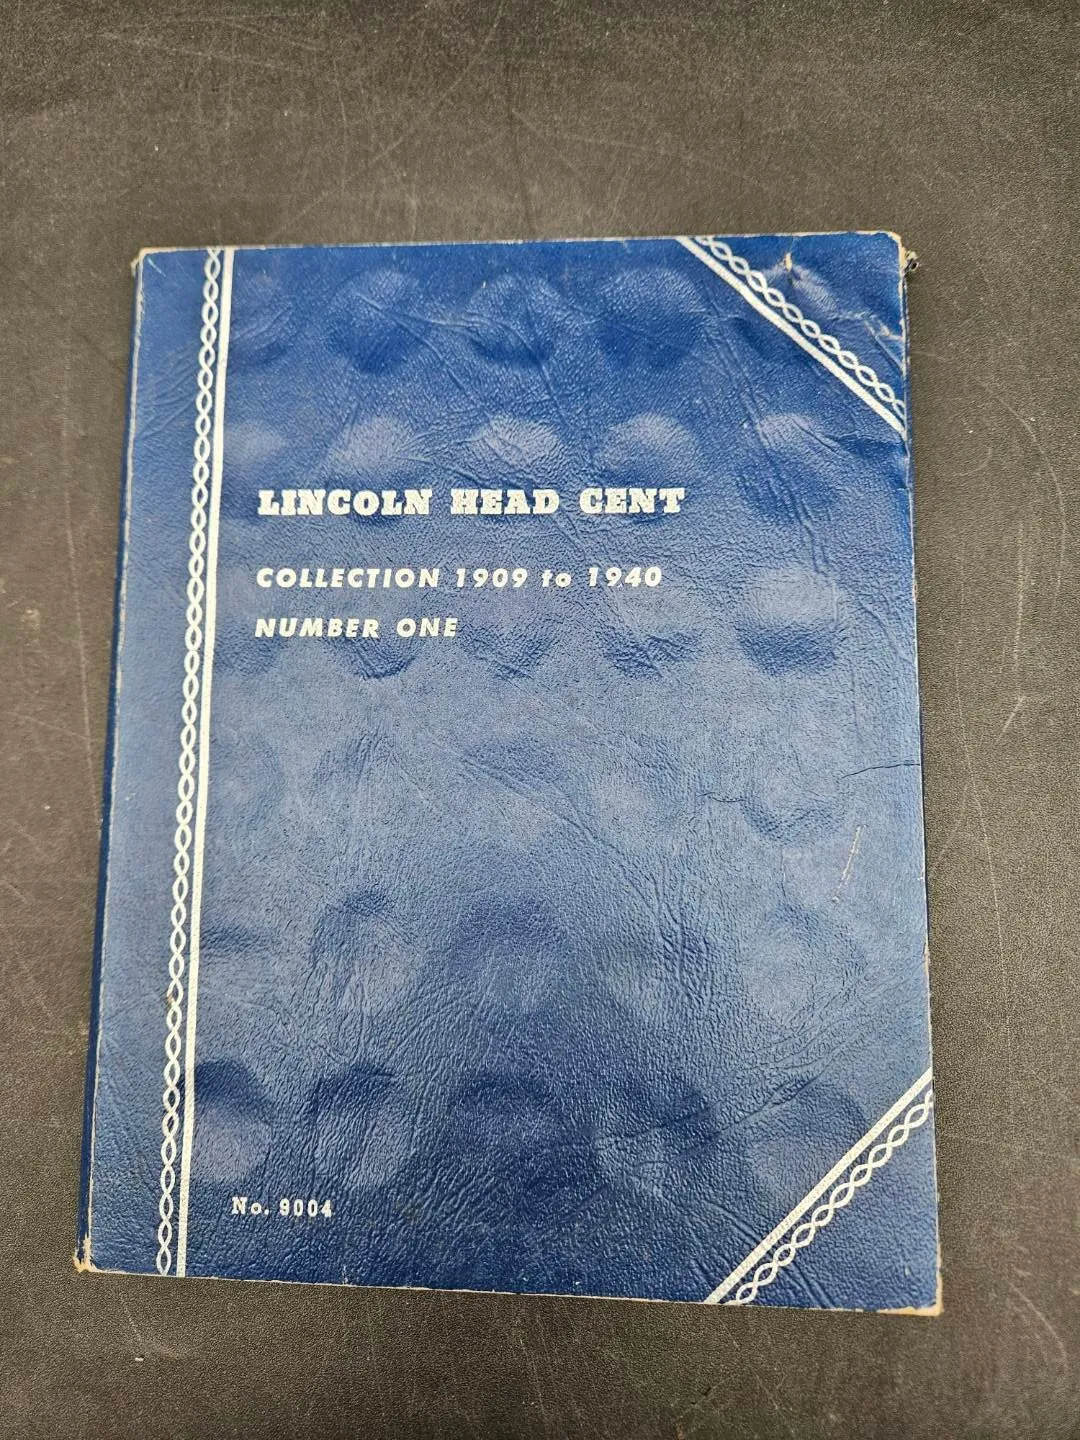 LINCOLN HEAD CENT
COLLECTION 1909 to 1940
NUMBER ONE
No. 9004